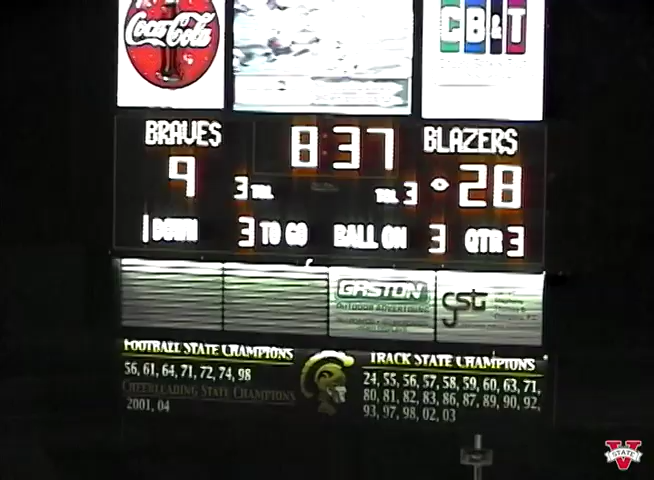 Coca-Cola
CB&T
BRAVES 8 37 BLAZERS
9 3 TOL TOL 3 28
1 DOWN 3 TO GO BALL ON 3 QTR 3
GASTON
OUTDOOR ADVERTISING
gst
FOOTBALL STATE CHAMPIONS
56, 61, 64, 71, 72, 74, 98
CHEERLEADING STATE CHAMPIONS
2001, 04
TRACK STATE CHAMPIONS
24, 55, 56, 57, 58, 59, 60, 63, 71,
80, 81, 82, 83, 86, 87, 89, 90, 92,
93, 97, 98, 02, 03
V STATE